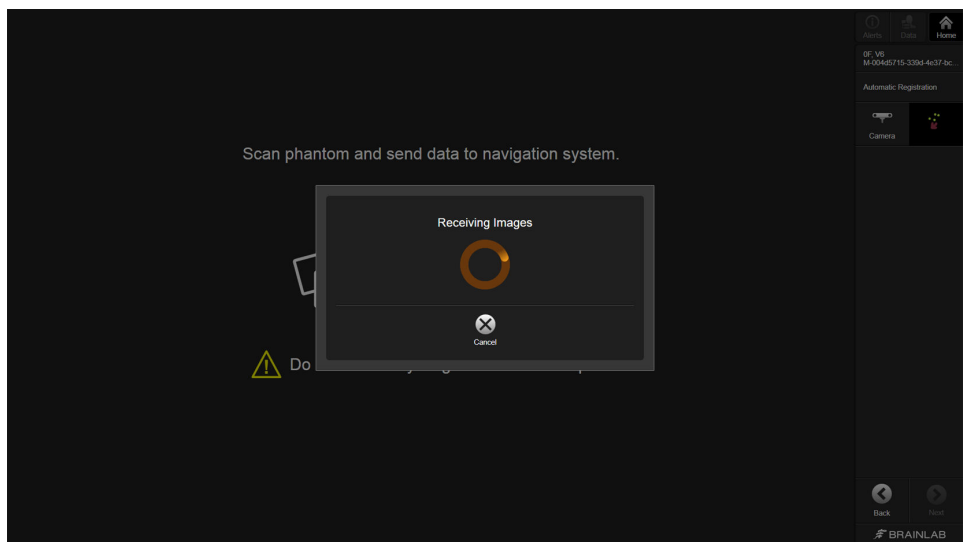 Alerts
Data
Home
0F, V6
M-004d5715-339d-4e37-bc...
Automatic Registration
Camera
Scan phantom and send data to navigation system.
Receiving Images
Cancel
Do
Back
Next
BRAINLAB